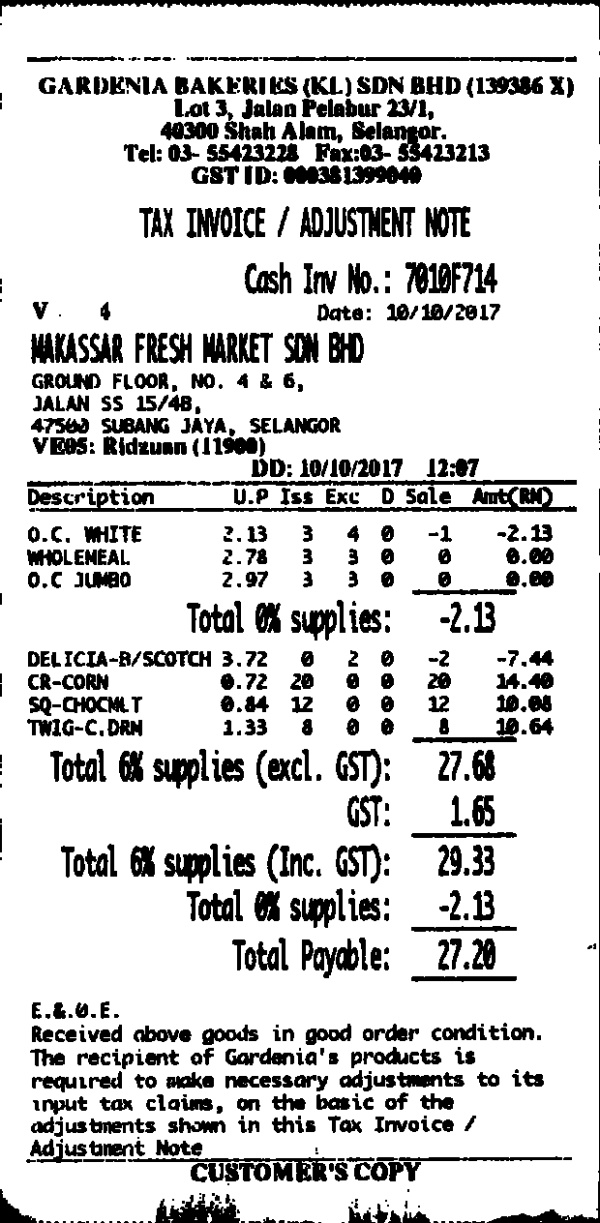 GARDENIA BAKERIES (KL) SDN BHD (139386 X)
Lot 3, Jalan Pelabur 23/1,
40300 Shah Alam, Selangor.
Tel: 03- 55423228 Fax:03- 55423213
GST ID: 000381399040
TAX INVOICE / ADJUSTMENT NOTE
Cash Inv No.: 7010F714
V . 4 Date: 10/10/2017
MAKASSAR FRESH MARKET SDN BHD
GROUND FLOOR, NO. 4 & 6,
JALAN SS 15/4B,
47500 SUBANG JAYA, SELANGOR
VE05: Ridzuan (11900)
DD: 10/10/2017 12:07
Description U.P Iss Exc D Sale Amt(RM)
O.C. WHITE 2.13 3 4 0 -1 -2.13
WHOLEMEAL 2.78 3 3 0 0 0.00
O.C JUMBO 2.97 3 3 0 0 0.00
Total 0% supplies: -2.13
DELICIA-B/SCOTCH 3.72 0 2 0 -2 -7.44
CR-CORN 0.72 20 0 0 20 14.40
SQ-CHOCMLT 0.84 12 0 0 12 10.08
TWIG-C.DRN 1.33 8 0 0 8 10.64
Total 6% supplies (excl. GST): 27.68
GST: 1.65
Total 6% supplies (Inc. GST): 29.33
Total 0% supplies: -2.13
Total Payable: 27.20
E.&.O.E.
Received above goods in good order condition.
The recipient of Gardenia's products is
required to make necessary adjustments to its
input tax claims, on the basic of the
adjustments shown in this Tax Invoice /
Adjustment Note
CUSTOMER'S COPY